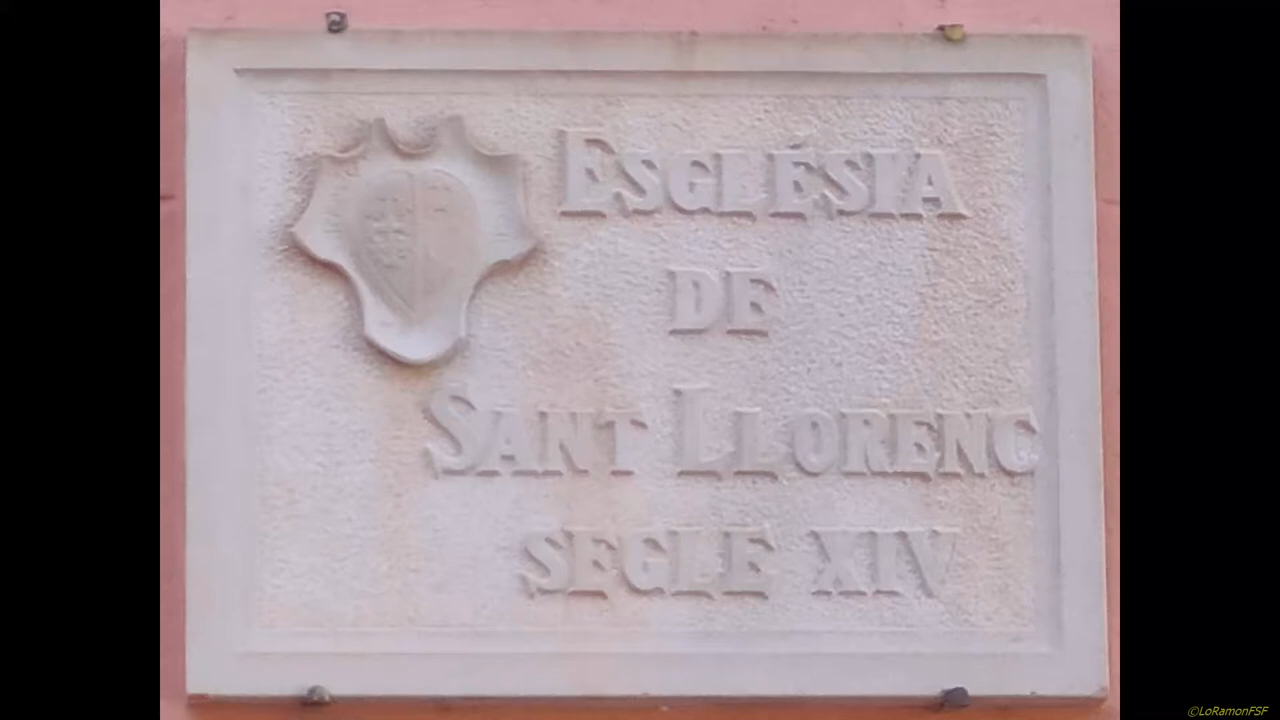 ESGLÉSIA
DE
SANT LLORENÇ
SEGLE XIV
©LoRamonFSF